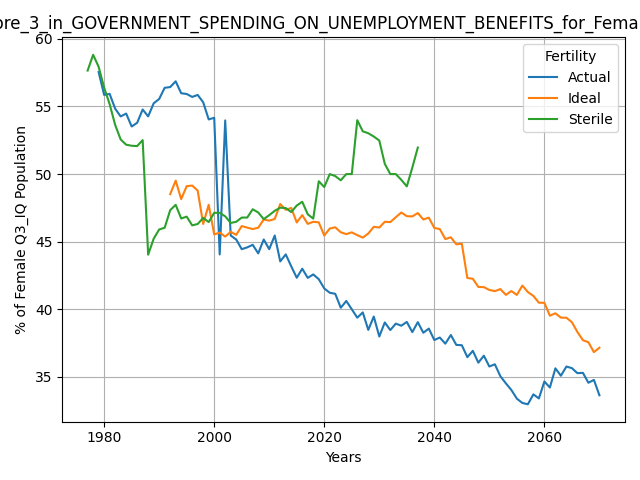 ore_3_in_GOVERNMENT_SPENDING_ON_UNEMPLOYMENT_BENEFITS_for_Fema
Fertility
Actual
Ideal
Sterile
% of Female Q3_IQ Population
60
55
50
45
40
35
1980
2000
2020
2040
2060
Years